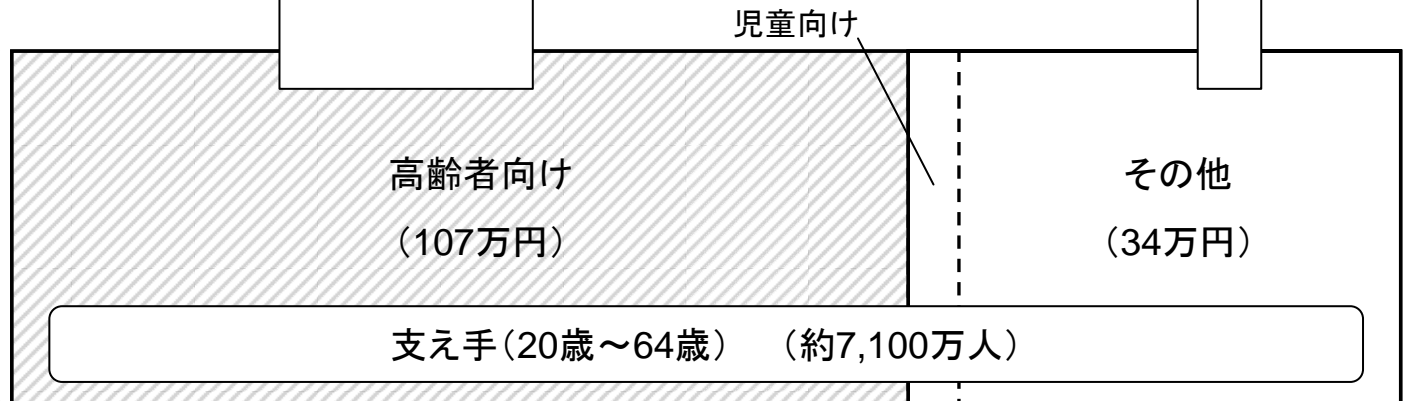 児童向け
高齢者向け
（107万円）
その他
（34万円）
支え手（20歳～64歳）　（約7,100万人）